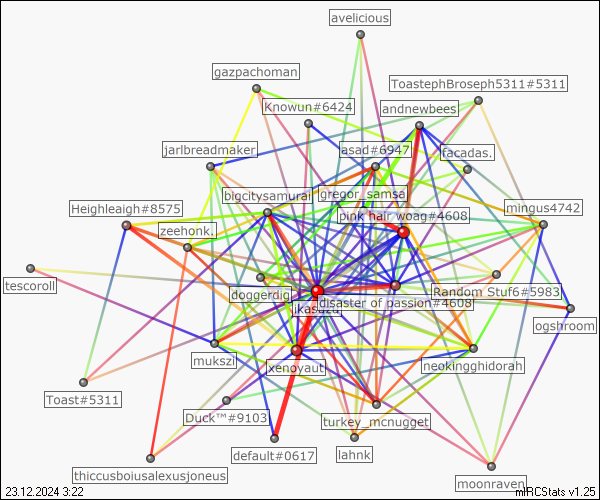 avelicious
gazpachoman
ToastephBroseph5311#5311
Knowun#6424
andnewbees
jarlbreadmaker
asad#6947
facadas.
bigcitysamurai
gregor_samsa
Heighleaigh#8575
pink hair woag#4608
mingus4742
zeehonk.
tescoroll
doggerdig
Random Stuf6#5983
disaster of passion#4608
jkasuzu
ogshroom
mukszi
xenoyaut
neokingghidorah
Toast#5311
Duck™#9103
turkey_mcnugget
default#0617
lahnk
thiccusboiusalexusjoneus
moonraven
23.12.2024 3:22
mIRCStats v1.25